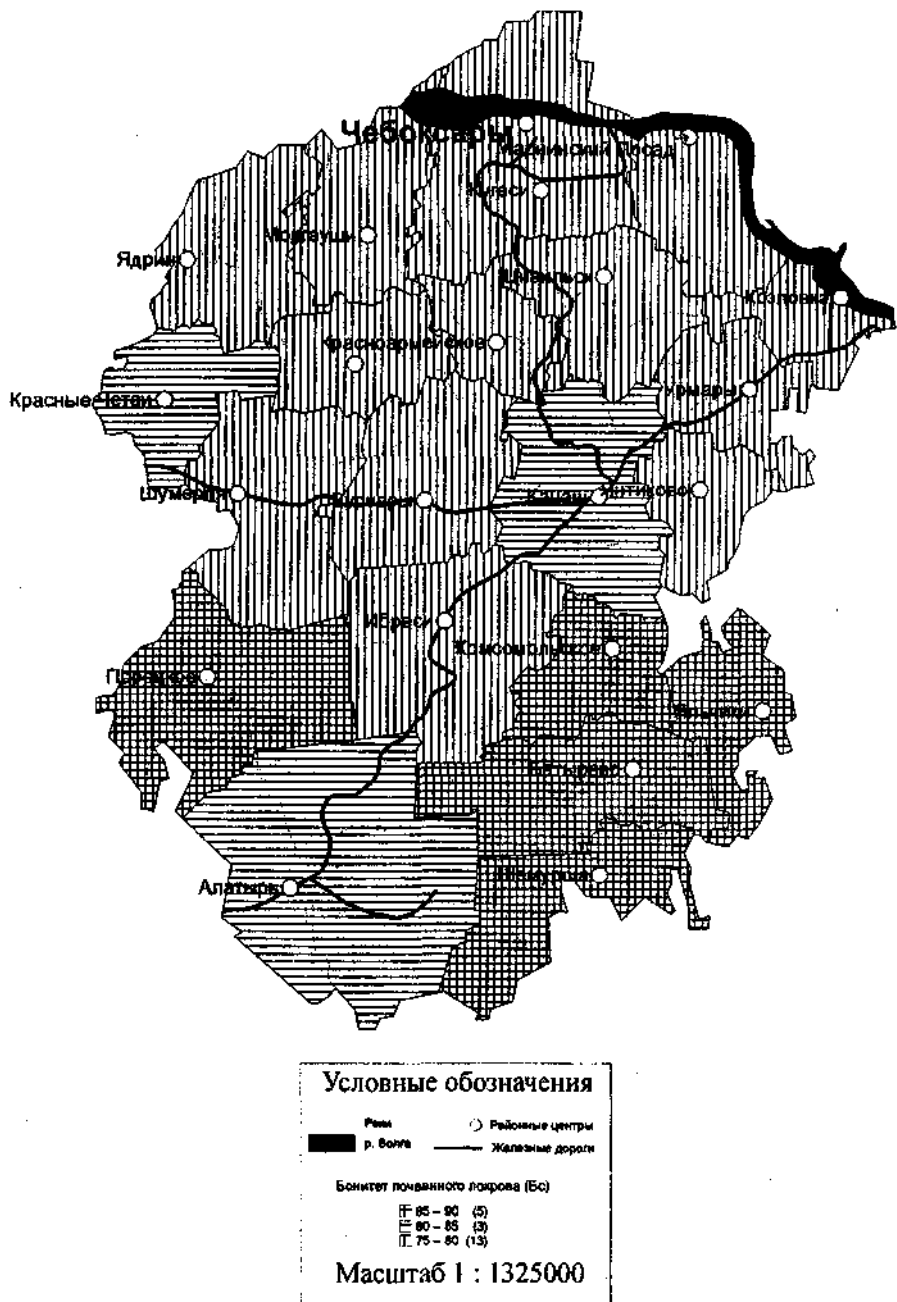 Чебоксары
Мариинский Посад
Кугеси
Моргауши
Ядрин
Цивильск
Козловка
Красноармейское
Урмары
Красные Четаи
Шумерля
Вурнары
Канаш
Янтиково
Ибреси
Комсомольское
Порецкое
Яльчики
Батырево
Шемурша
Алатырь
Условные обозначения
Реки
Районные центры
р. Волга
Железные дороги
Бонитет почвенного покрова (Бс)
85 – 90 (5)
80 – 85 (3)
75 – 80 (13)
Масштаб 1 : 1325000